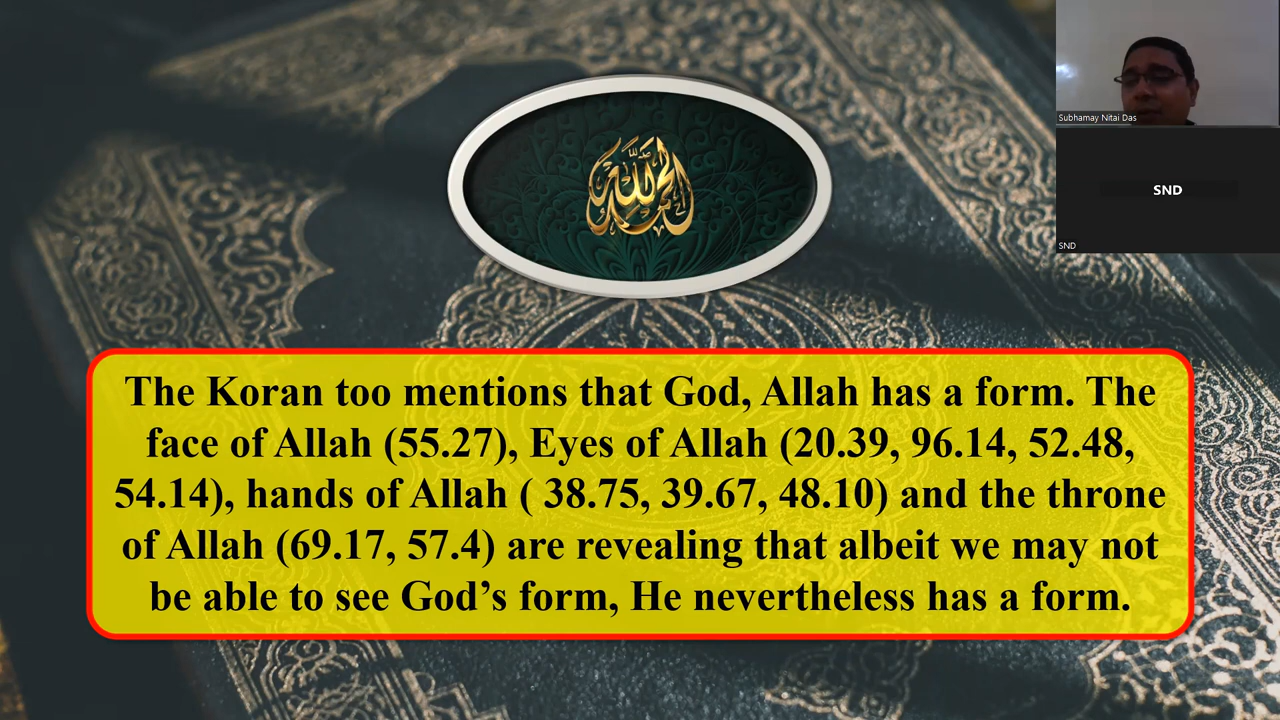 الحمد لله
The Koran too mentions that God, Allah has a form. The
face of Allah (55.27), Eyes of Allah (20.39, 96.14, 52.48,
54.14), hands of Allah ( 38.75, 39.67, 48.10) and the throne
of Allah (69.17, 57.4) are revealing that albeit we may not
be able to see God’s form, He nevertheless has a form.
Subhamay Nitai Das
SND
SND